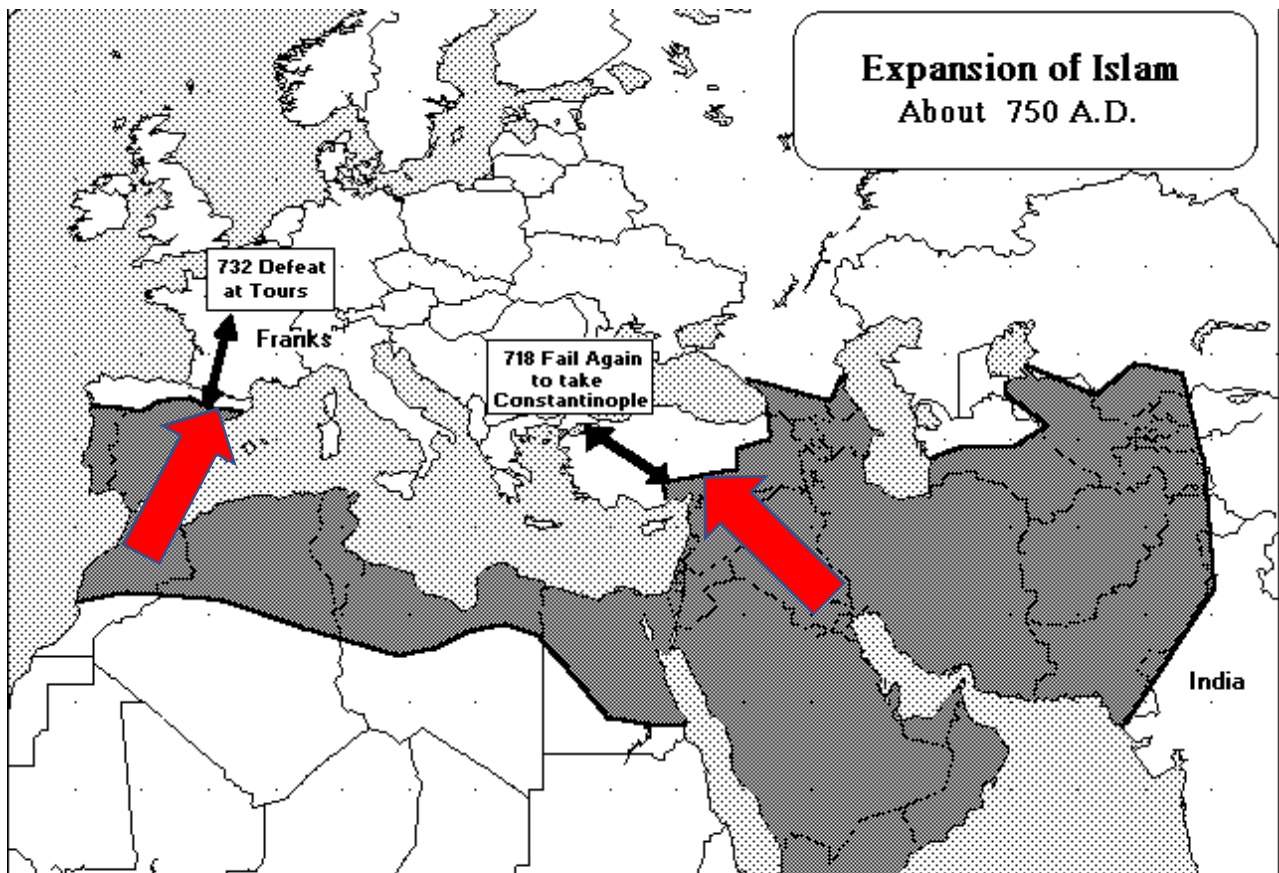 Expansion of Islam
About 750 A.D.
732 Defeat
at Tours
Franks
718 Fail Again
to take
Constantinople
India